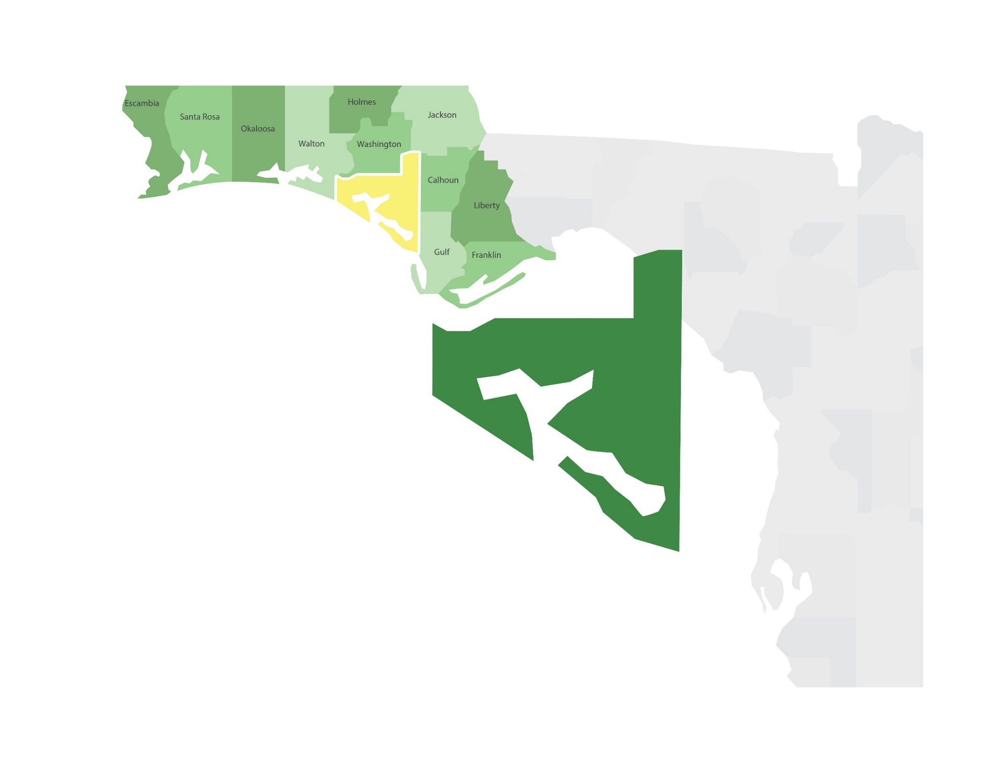 Escambia
Santa Rosa
Okaloosa
Walton
Holmes
Washington
Jackson
Calhoun
Liberty
Gulf
Franklin